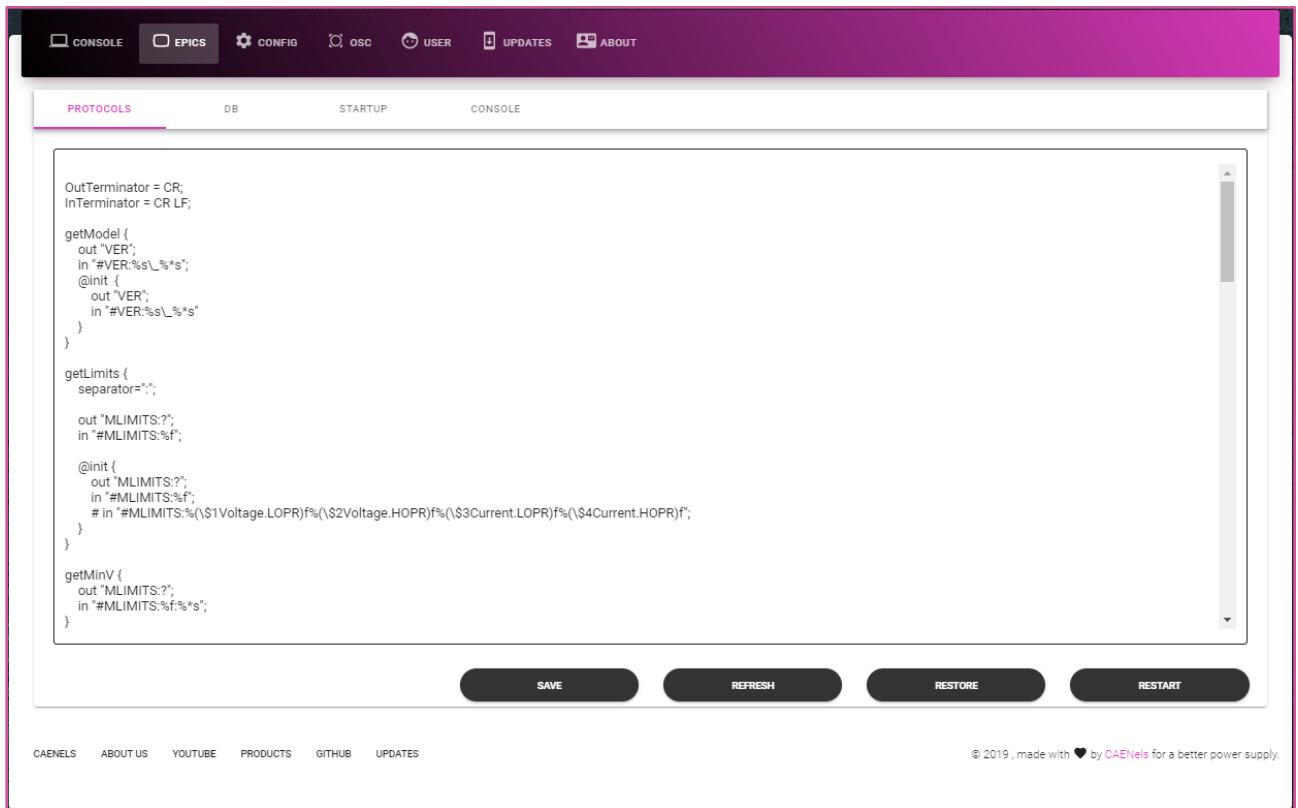 CONSOLE EPICS CONFIG OSC USER UPDATES ABOUT
PROTOCOLS DB STARTUP CONSOLE
OutTerminator = CR;
InTerminator = CR LF;
getModel {
out "VER";
in "#VER:%s\_%*s";
@init {
out "VER";
in "#VER:%s\_%*s"
}
}
getLimits {
separator=":";
out "MLIMITS:?";
in "#MLIMITS:%f";
@init {
out "MLIMITS:?";
in "#MLIMITS:%f";
# in "#MLIMITS:%(\$1Voltage.LOPR)f%(\$2Voltage.HOPR)f%(\$3Current.LOPR)f%(\$4Current.HOPR)f";
}
}
getMinV {
out "MLIMITS:?";
in "#MLIMITS:%f:%*s";
}
SAVE REFRESH RESTORE RESTART
CAENELS ABOUT US YOUTUBE PRODUCTS GITHUB UPDATES © 2019 , made with ♥ by CAENels for a better power supply.